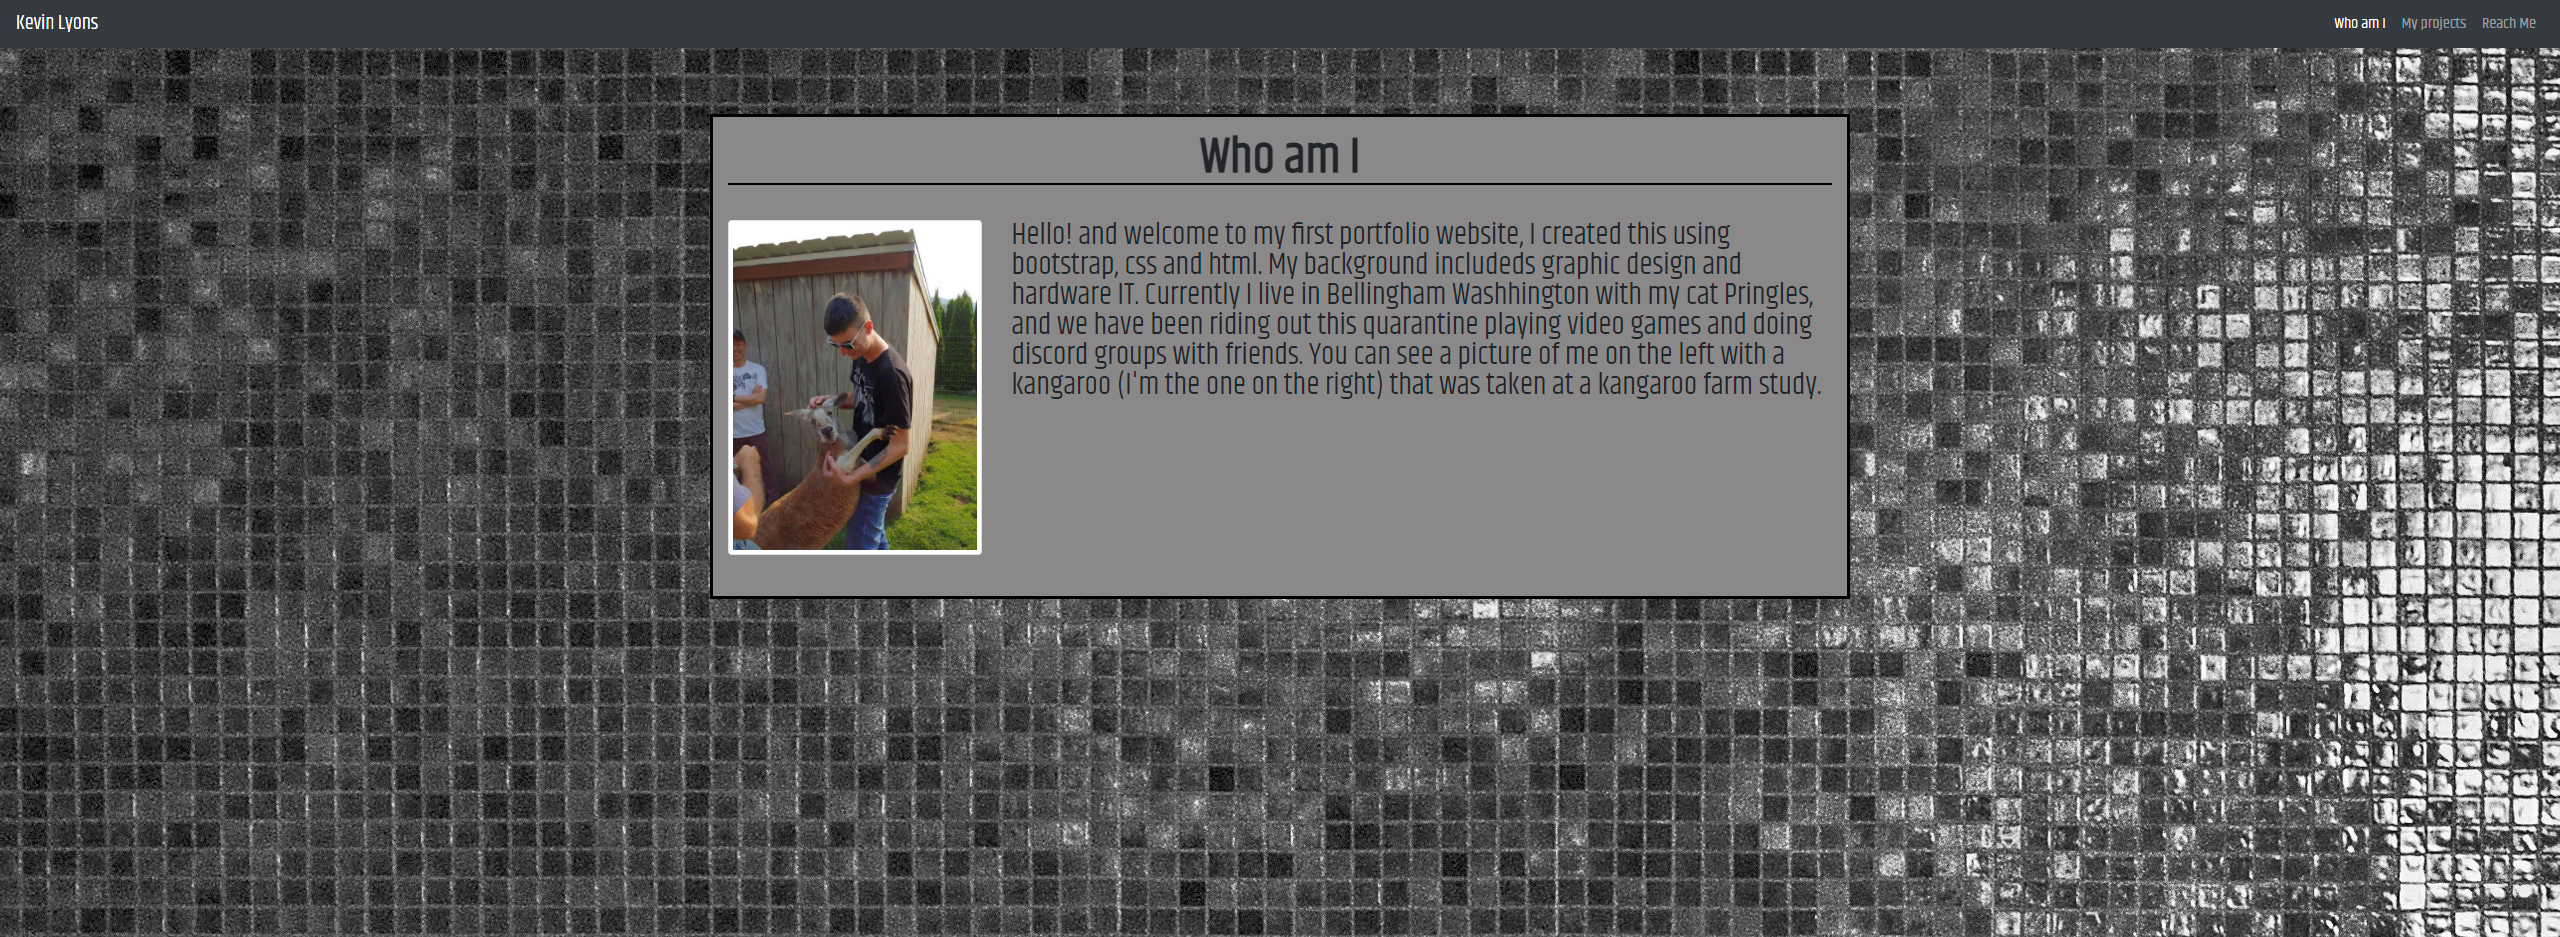 Kevin Lyons
Who am I My projects Reach Me
Who am I
Hello! and welcome to my first portfolio website, I created this using
bootstrap, css and html. My background includeds graphic design and
hardware IT. Currently I live in Bellingham Washhington with my cat Pringles,
and we have been riding out this quarantine playing video games and doing
discord groups with friends. You can see a picture of me on the left with a
kangaroo (I'm the one on the right) that was taken at a kangaroo farm study.